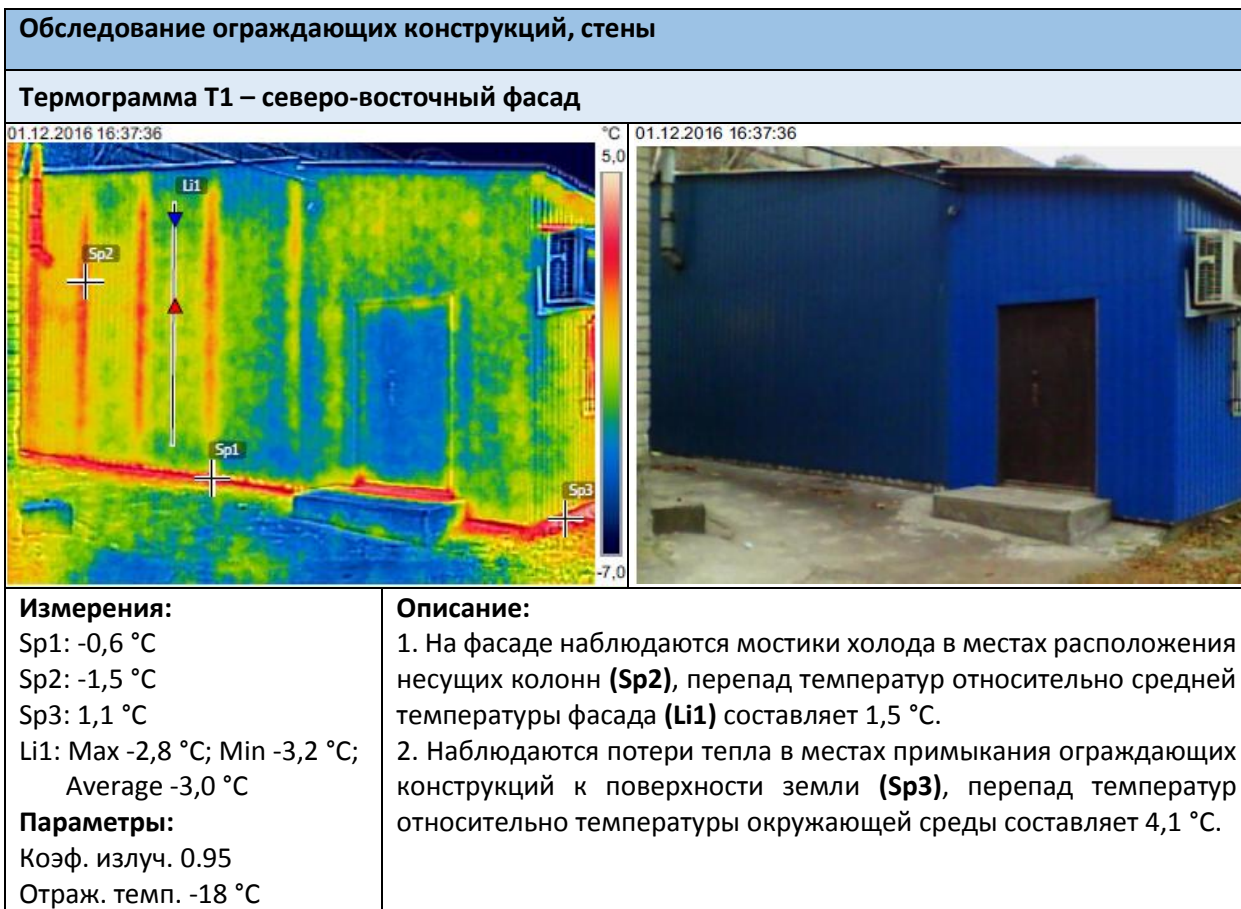 Обследование ограждающих конструкций, стены
Термограмма Т1 – северо-восточный фасад
01.12.2016 16:37:36
°C
5,0
Li1
Sp2
Sp1
Sp3
-7,0
01.12.2016 16:37:36
Измерения:
Sp1: -0,6 °C
Sp2: -1,5 °C
Sp3: 1,1 °C
Li1: Max -2,8 °C; Min -3,2 °C;
Average -3,0 °C
Параметры:
Коэф. излуч. 0.95
Отраж. темп. -18 °C
Описание:
1. На фасаде наблюдаются мостики холода в местах расположения
несущих колонн (Sp2), перепад температур относительно средней
температуры фасада (Li1) составляет 1,5 °C.
2. Наблюдаются потери тепла в местах примыкания ограждающих
конструкций к поверхности земли (Sp3), перепад температур
относительно температуры окружающей среды составляет 4,1 °C.